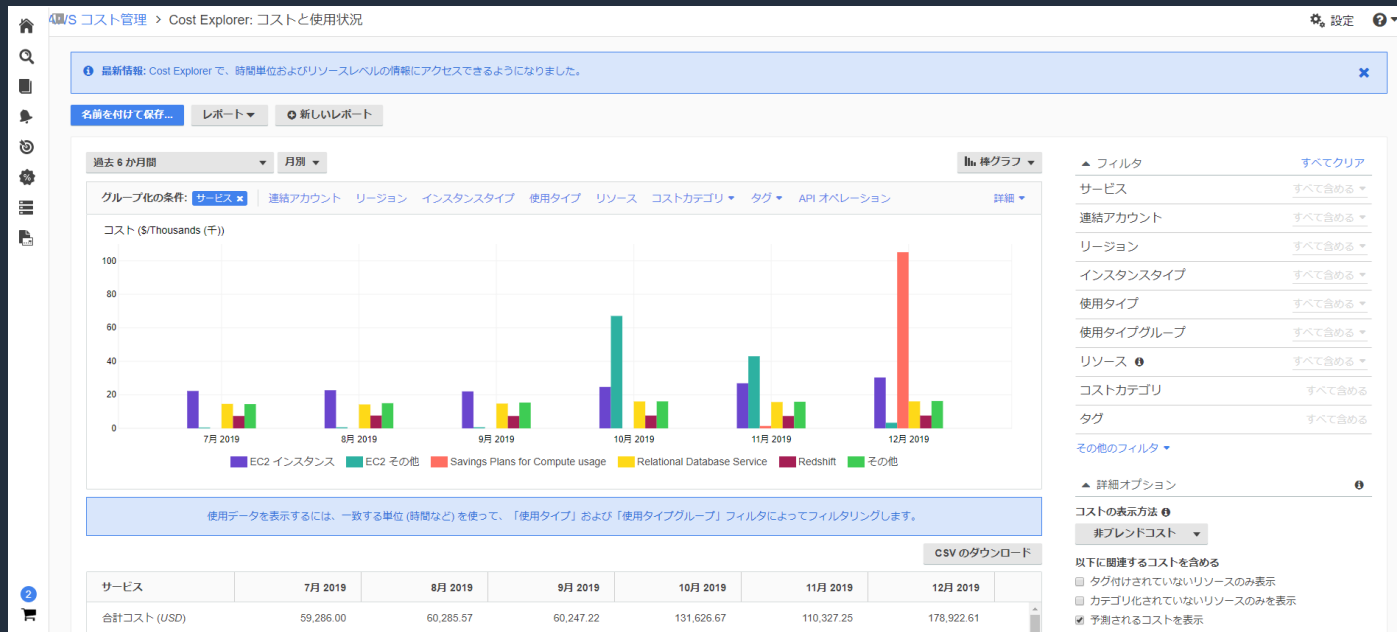 AWS コスト管理 > Cost Explorer: コストと使用状況
設定
最新情報: Cost Explorer で、時間単位およびリソースレベルの情報にアクセスできるようになりました。
名前を付けて保存...
レポート
新しいレポート
過去 6 か月間
月別
棒グラフ
グループ化の条件: サービス × 連結アカウント リージョン インスタンスタイプ 使用タイプ リソース コストカテゴリ タグ API オペレーション 詳細
コスト ($/Thousands (千))
100
80
60
40
20
0
7月 2019 8月 2019 9月 2019 10月 2019 11月 2019 12月 2019
EC2 インスタンス EC2 その他 Savings Plans for Compute usage Relational Database Service Redshift その他
使用データを表示するには、一致する単位 (時間など) を使って、「使用タイプ」および「使用タイプグループ」フィルタによってフィルタリングします。
CSV のダウンロード
サービス 7月 2019 8月 2019 9月 2019 10月 2019 11月 2019 12月 2019
合計コスト (USD) 59,286.00 60,285.57 60,247.22 131,626.67 110,327.25 178,922.61
フィルタ すべてクリア
サービス すべて含める
連結アカウント すべて含める
リージョン すべて含める
インスタンスタイプ すべて含める
使用タイプ すべて含める
使用タイプグループ すべて含める
リソース すべて含める
コストカテゴリ すべて含める
タグ すべて含める
その他のフィルタ
詳細オプション
コストの表示方法
非ブレンドコスト
以下に関連するコストを含める
タグ付けされていないリソースのみ表示
カテゴリ化されていないリソースのみを表示
予測されるコストを表示
2